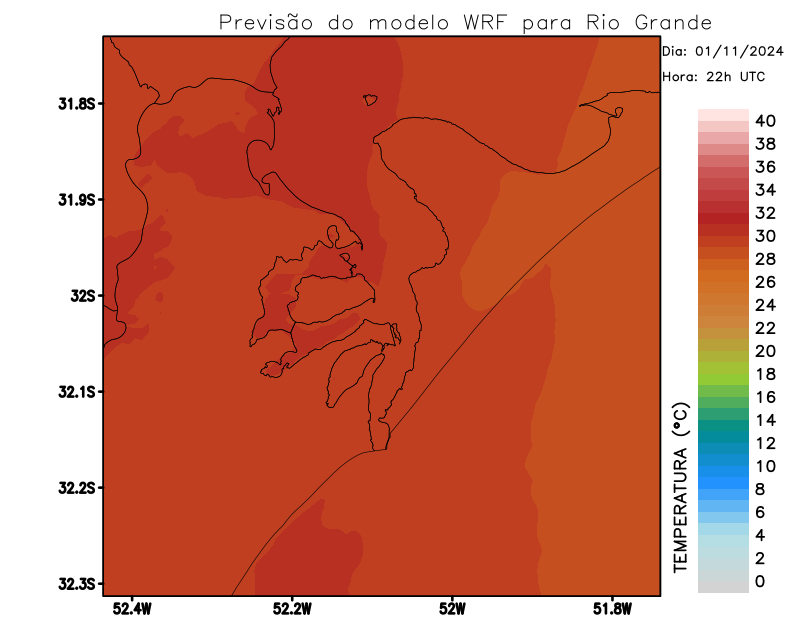 Previsão do modelo WRF para Rio Grande
Dia: 01/11/2024
Hora: 22h UTC
31.8S
31.9S
32S
32.1S
32.2S
32.3S
52.4W
52.2W
52W
51.8W
TEMPERATURA (°C)
40
38
36
34
32
30
28
26
24
22
20
18
16
14
12
10
8
6
4
2
0